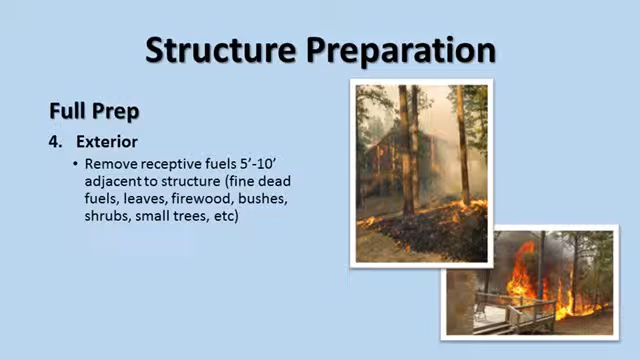 Structure Preparation
Full Prep
4. Exterior
• Remove receptive fuels 5’-10’
adjacent to structure (fine dead
fuels, leaves, firewood, bushes,
shrubs, small trees, etc)